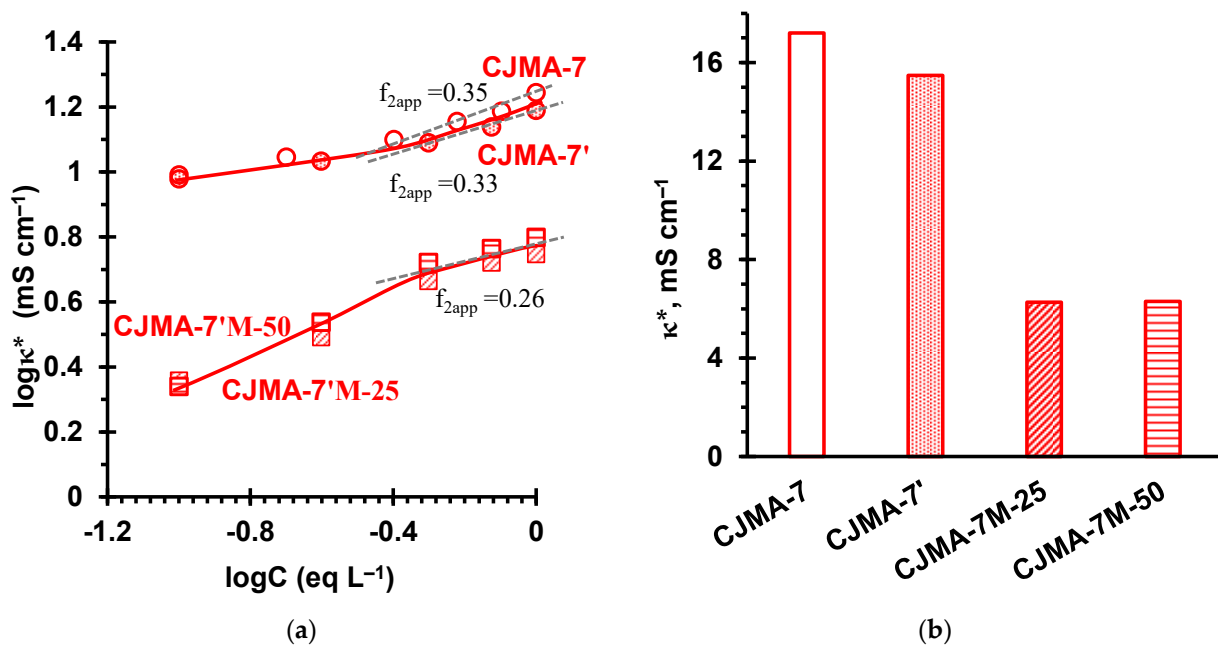 1.4
1.2
1
0.8
0.6
0.4
0.2
0
-1.2
-0.8
-0.4
0
logκ* (mS cm⁻¹)
logC (eq L⁻¹)
CJMA-7
f2app =0.35
CJMA-7'
f2app =0.33
f2app =0.26
CJMA-7'M-50
CJMA-7'M-25
(a)
16
12
8
4
0
κ*, mS cm⁻¹
CJMA-7
CJMA-7'
CJMA-7M-25
CJMA-7M-50
(b)